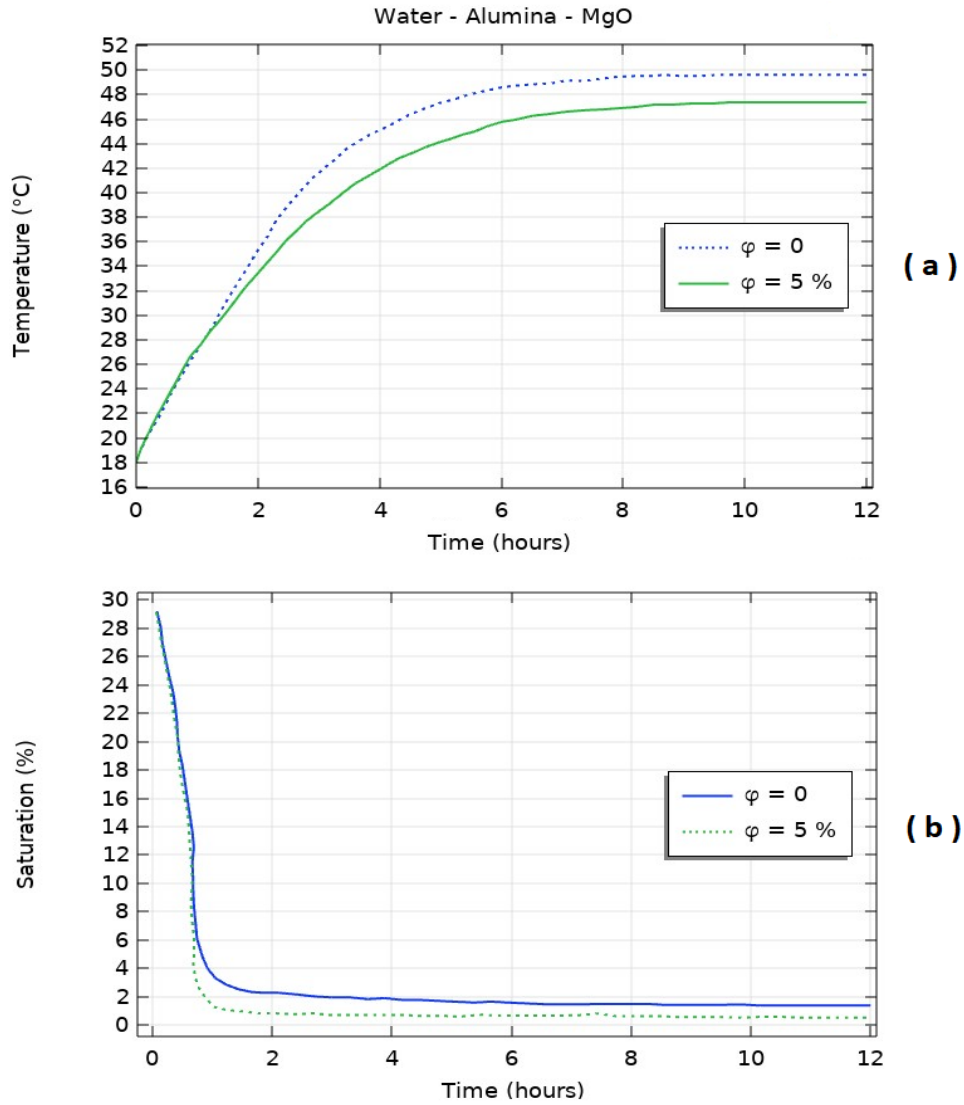 Water - Alumina - MgO
52
50
48
46
44
42
40
38
36
34
32
30
28
26
24
22
20
18
16
Temperature (°C)
φ = 0
φ = 5 %
( a )
0 2 4 6 8 10 12
Time (hours)
30
28
26
24
22
20
18
16
14
12
10
8
6
4
2
0
Saturation (%)
φ = 0
φ = 5 %
( b )
0 2 4 6 8 10 12
Time (hours)